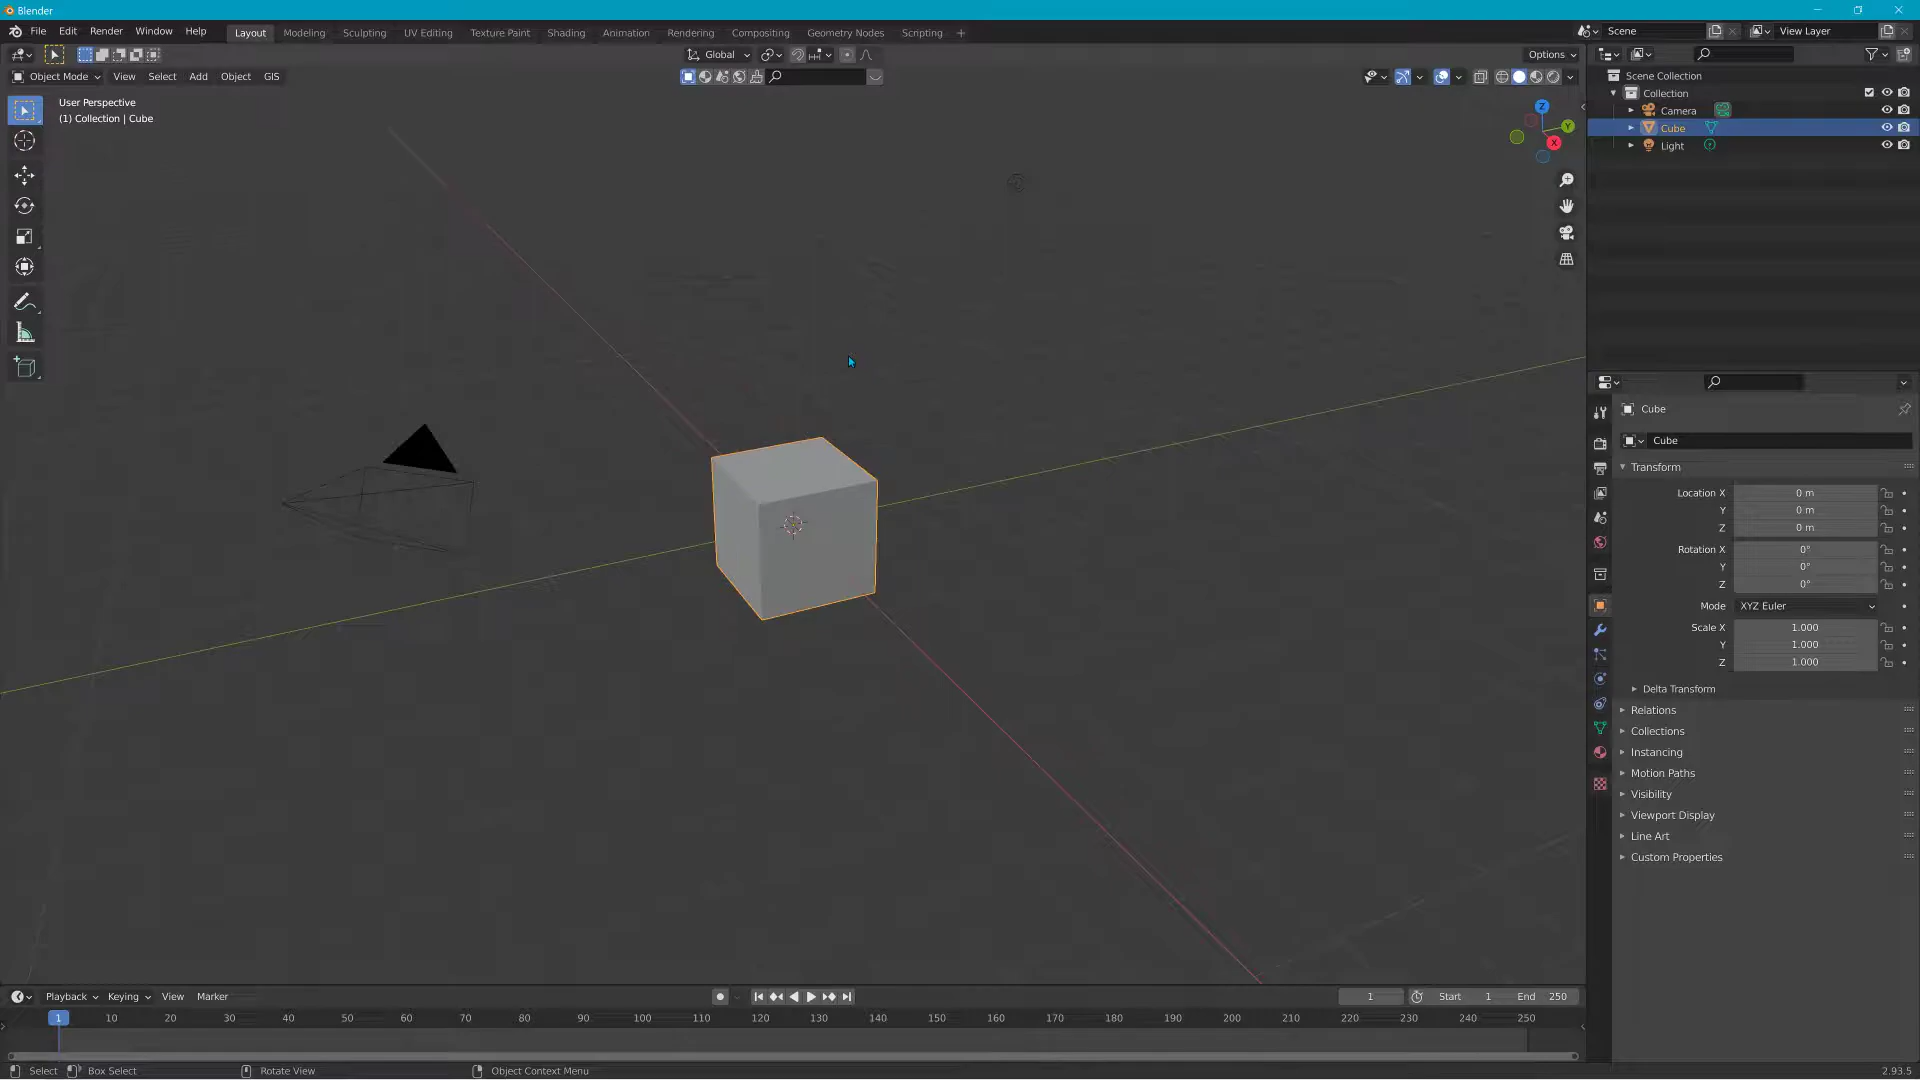 Blender
File Edit Render Window Help Layout Modeling Sculpting UV Editing Texture Paint Shading Animation Rendering Compositing Geometry Nodes Scripting + Scene View Layer
Global Options
Object Mode View Select Add Object GIS
User Perspective
(1) Collection | Cube
Z
Y
X
Scene Collection
Collection
Camera
Cube
Light
Cube
Cube
Transform
Location X 0 m
Y 0 m
Z 0 m
Rotation X 0°
Y 0°
Z 0°
Mode XYZ Euler
Scale X 1.000
Y 1.000
Z 1.000
Delta Transform
Relations
Collections
Instancing
Motion Paths
Visibility
Viewport Display
Line Art
Custom Properties
Playback Keying View Marker 1 Start 1 End 250
1 10 20 30 40 50 60 70 80 90 100 110 120 130 140 150 160 170 180 190 200 210 220 230 240 250
Select Box Select Rotate View Object Context Menu 2.93.5